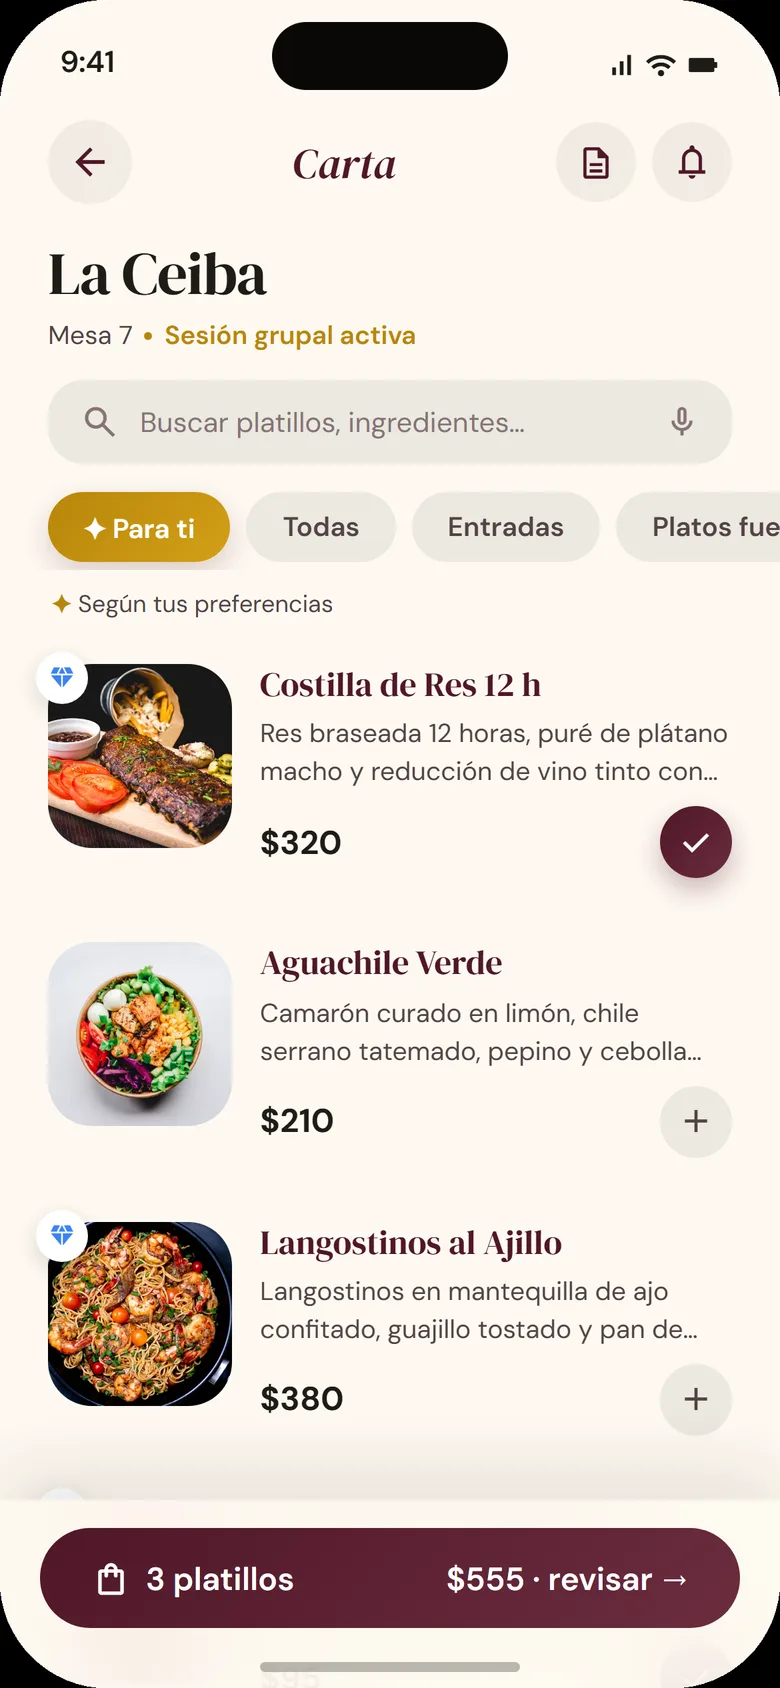 9:41
Carta
La Ceiba
Mesa 7 • Sesión grupal activa
Buscar platillos, ingredientes...
✦ Para ti
Todas
Entradas
Platos fue
✦ Según tus preferencias
Costilla de Res 12 h
Res braseada 12 horas, puré de plátano
macho y reducción de vino tinto con...
$320
Aguachile Verde
Camarón curado en limón, chile
serrano tatemado, pepino y cebolla...
$210
Langostinos al Ajillo
Langostinos en mantequilla de ajo
confitado, guajillo tostado y pan de...
$380
3 platillos
$555 · revisar →
$95